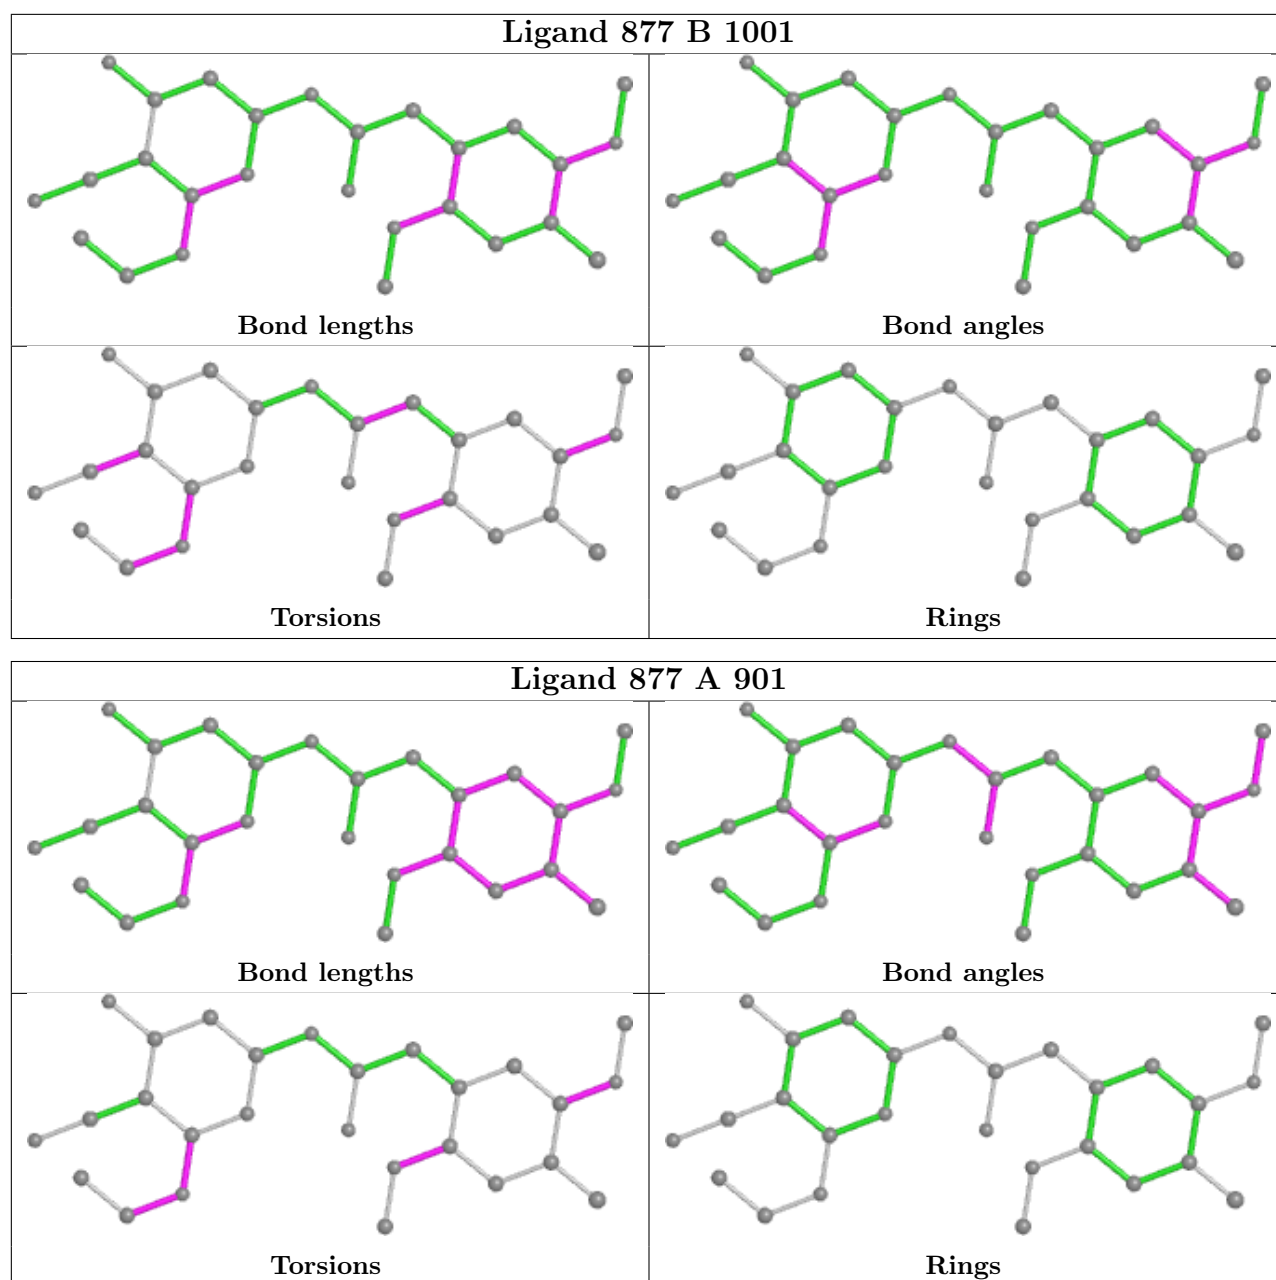 Ligand 877 B 1001
Bond lengths
Bond angles
Torsions
Rings
Ligand 877 A 901
Bond lengths
Bond angles
Torsions
Rings